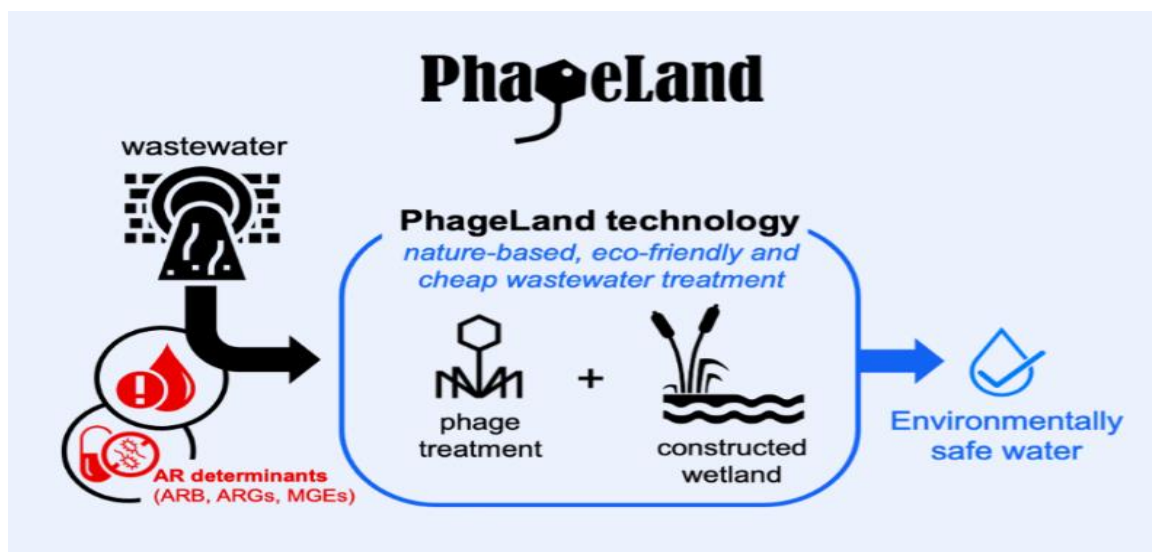 PhageLand
wastewater
PhageLand technology
nature-based, eco-friendly and
cheap wastewater treatment
+
phage
treatment
constructed
wetland
AR determinants
(ARB, ARGs, MGEs)
Environmentally
safe water